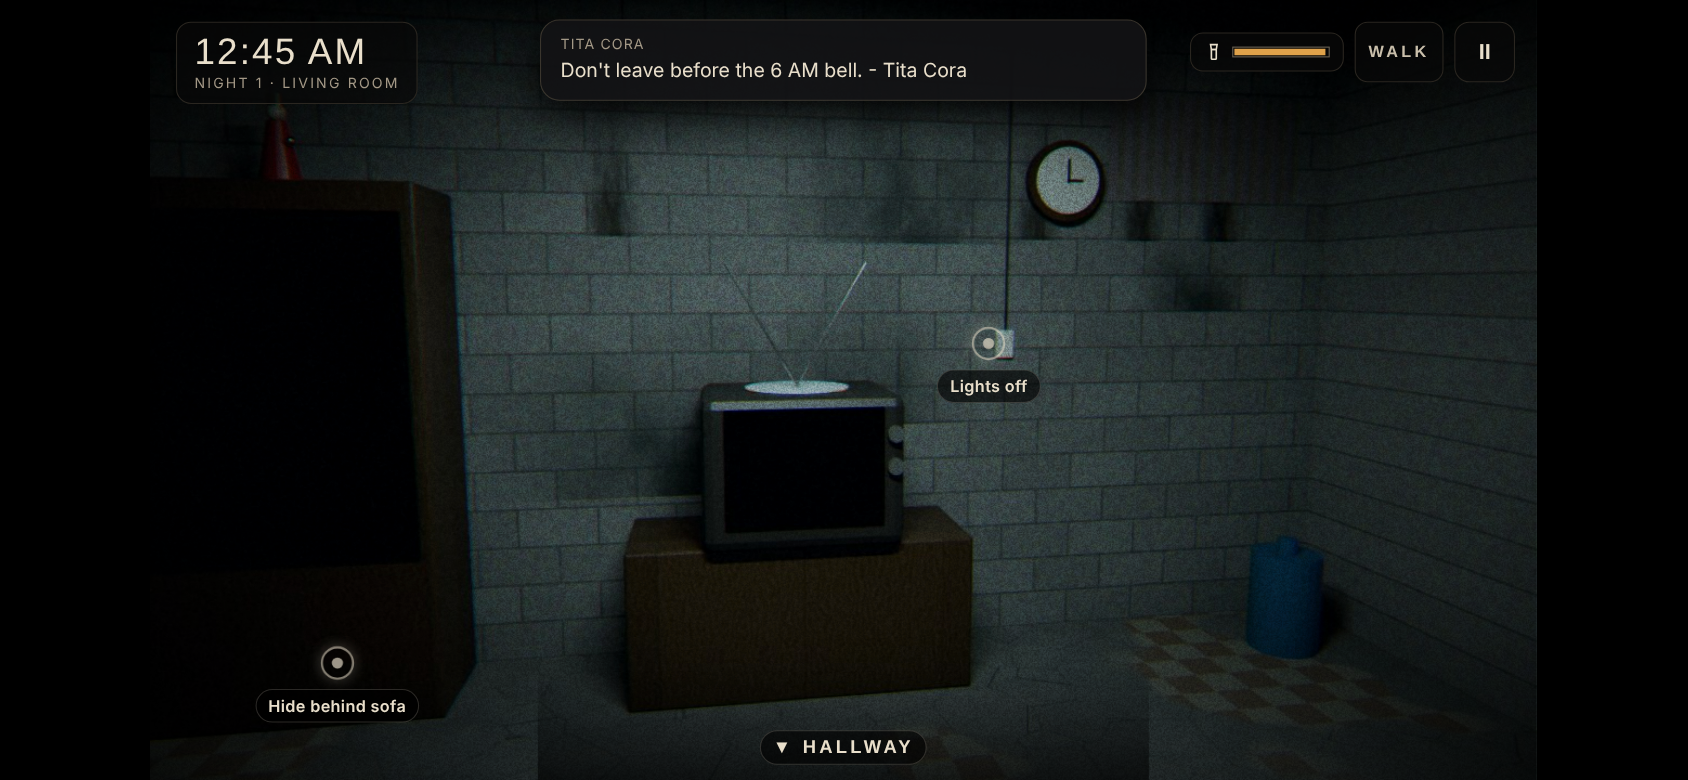 12:45 AM
NIGHT 1 · LIVING ROOM
TITA CORA
Don't leave before the 6 AM bell. - Tita Cora
WALK
Lights off
Hide behind sofa
▼ HALLWAY